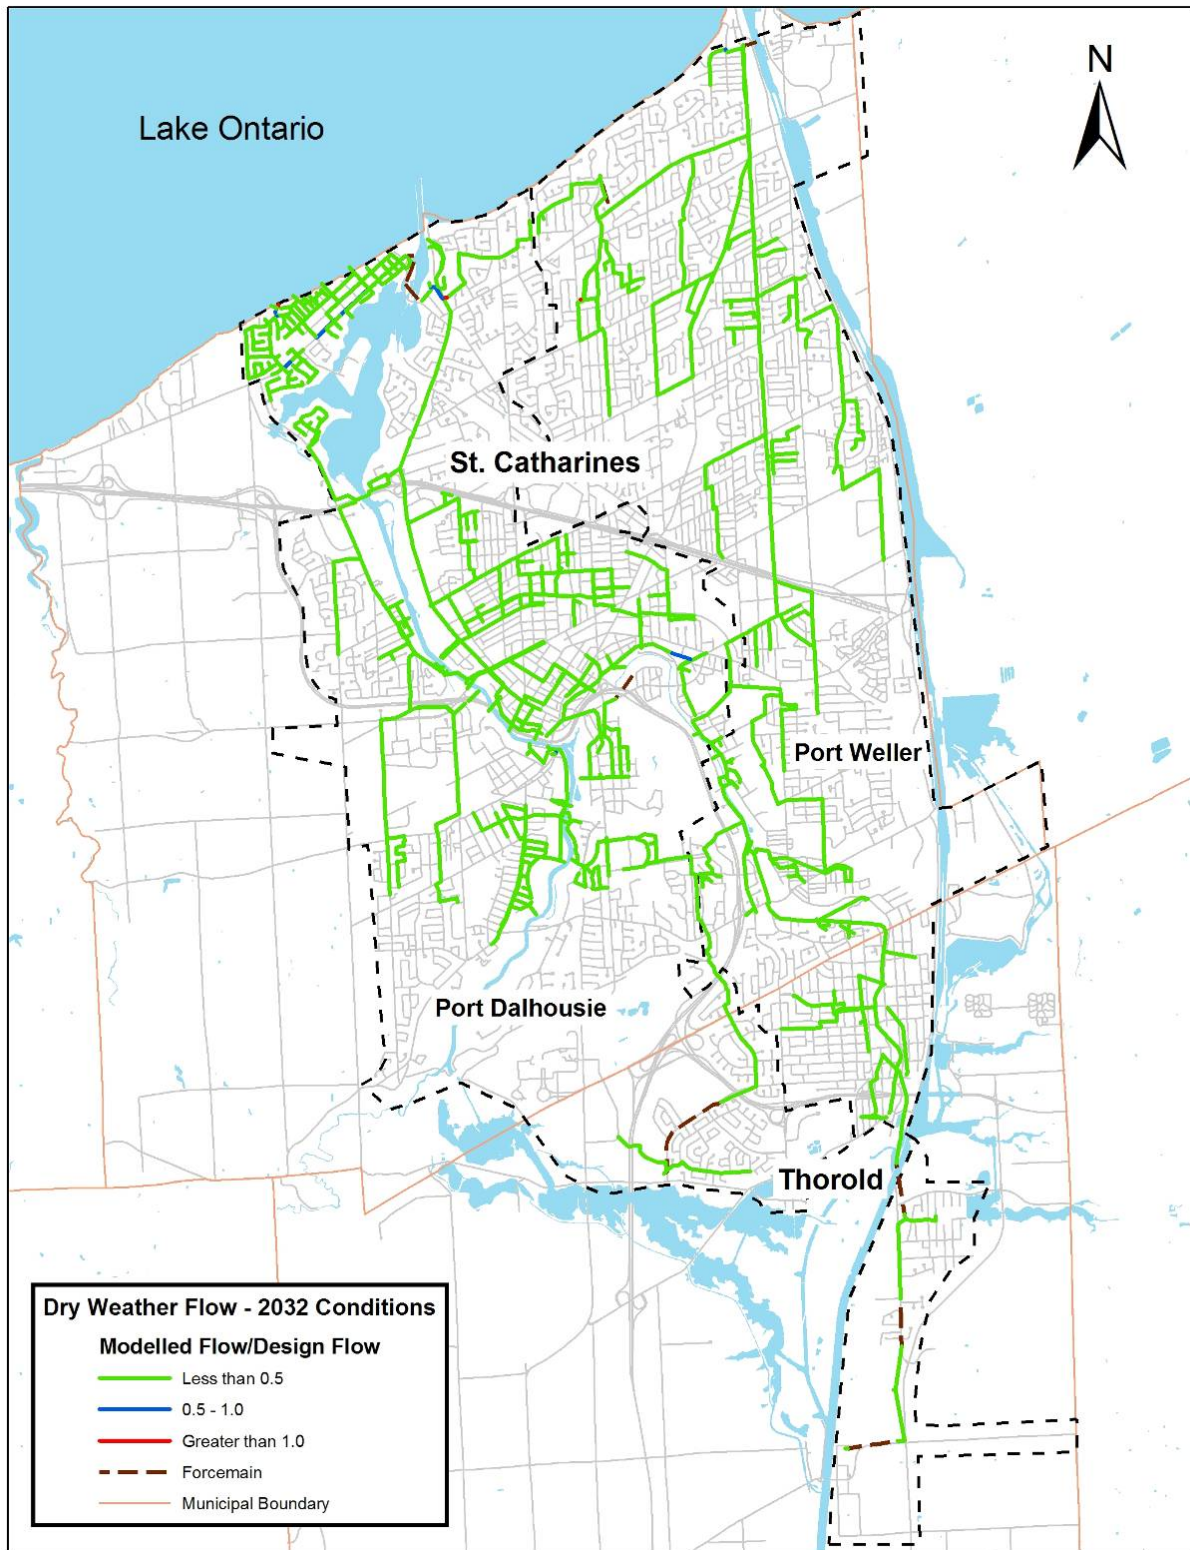 N
Lake Ontario
St. Catharines
Port Weller
Port Dalhousie
Thorold
Dry Weather Flow - 2032 Conditions
Modelled Flow/Design Flow
Less than 0.5
0.5 - 1.0
Greater than 1.0
Forcemain
Municipal Boundary